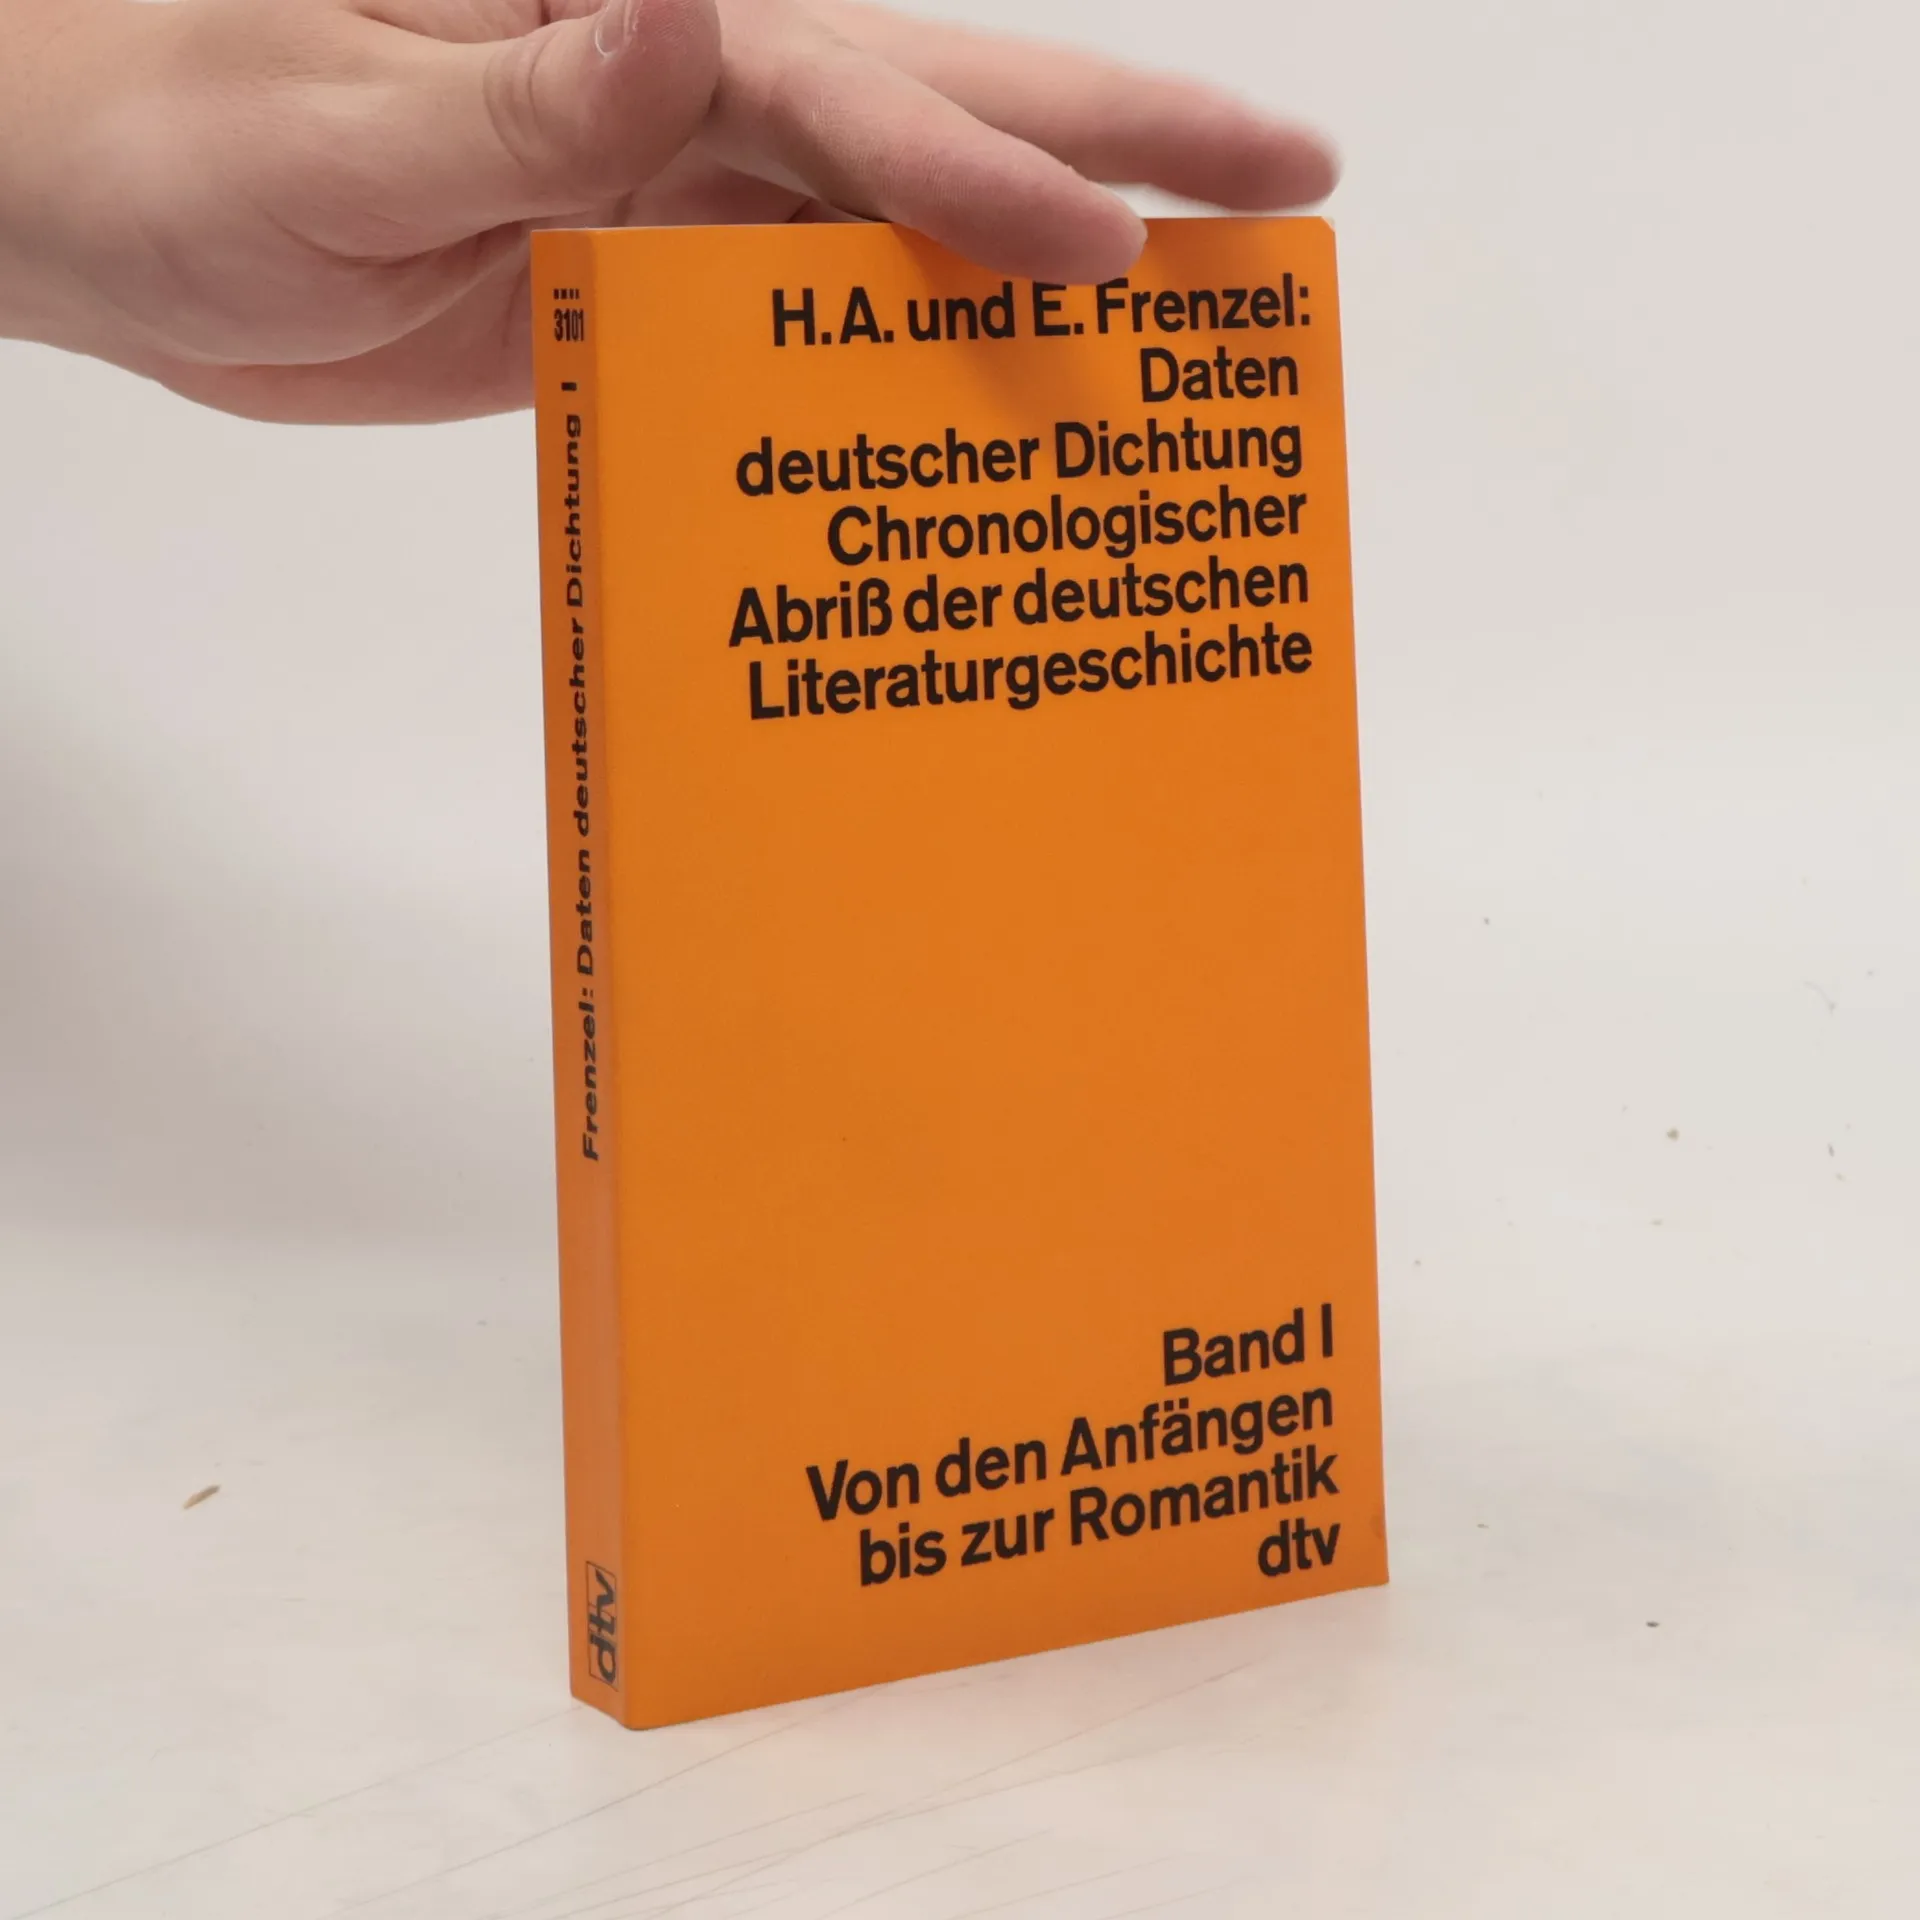 H.A. und E. Frenzel:
Daten
deutscher Dichtung
Chronologischer
Abriß der deutschen
Literaturgeschichte
Band I
Von den Anfängen
bis zur Romantik
dtv
3101
Frenzel: Daten deutscher Dichtung I
dtv